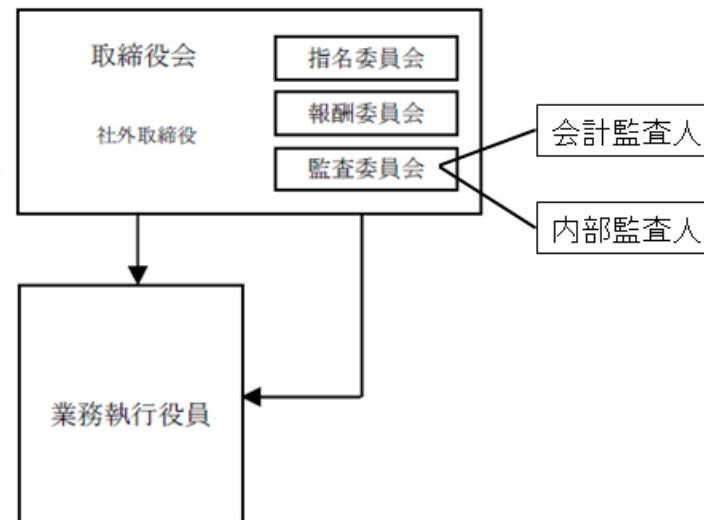 取締役会
社外取締役
指名委員会
報酬委員会
監査委員会
会計監査人
内部監査人
業務執行役員